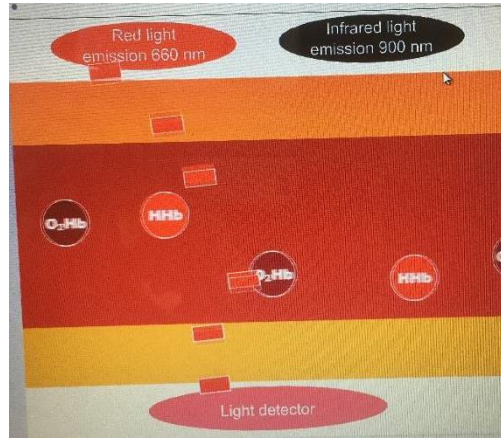 Red light
emission 660 nm
Infrared light
emission 900 nm
O₂Hb
HHb
O₂Hb
HHb
Light detector